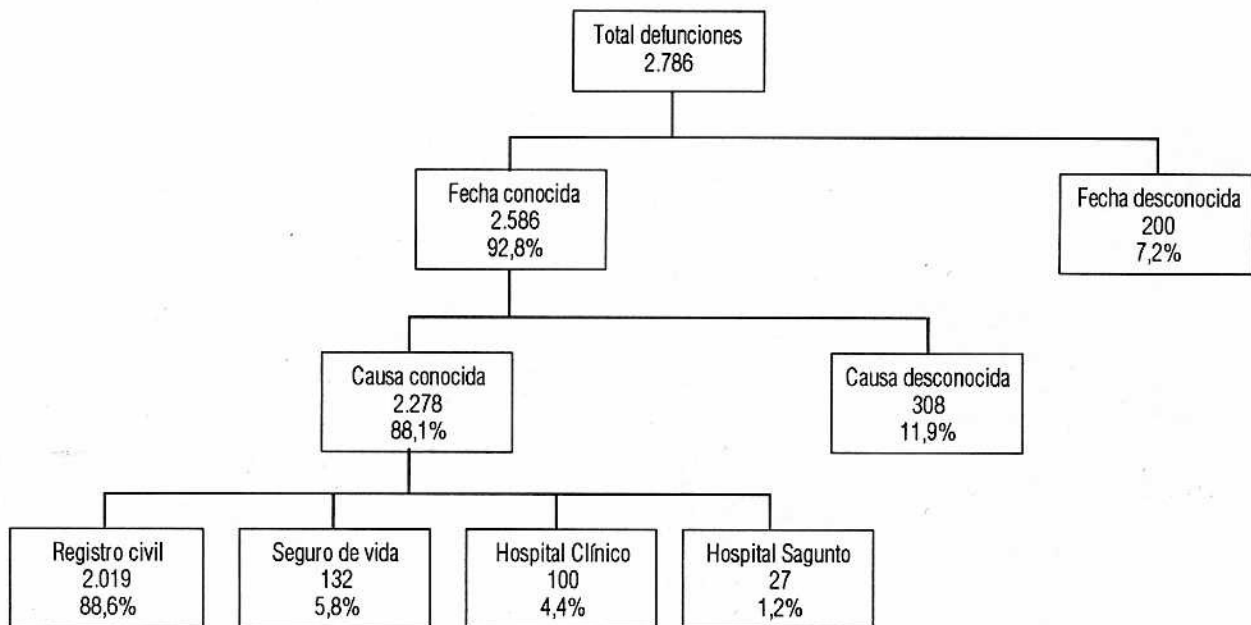 Total defunciones
2.786
Fecha conocida
2.586
92,8%
Fecha desconocida
200
7,2%
Causa conocida
2.278
88,1%
Causa desconocida
308
11,9%
Registro civil
2.019
88,6%
Seguro de vida
132
5,8%
Hospital Clínico
100
4,4%
Hospital Sagunto
27
1,2%